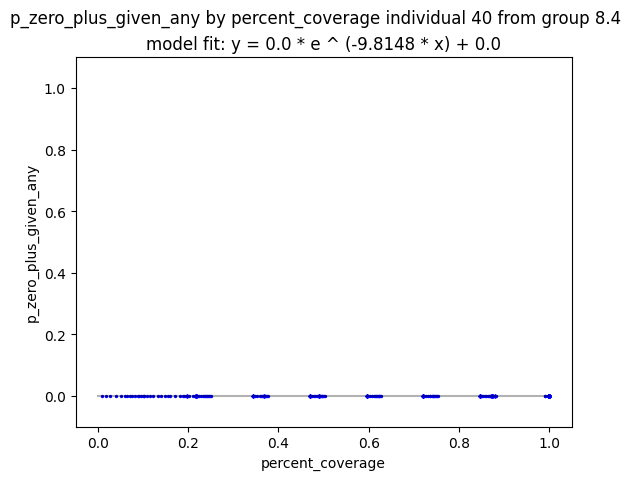 p_zero_plus_given_any by percent_coverage individual 40 from group 8.4
model fit: y = 0.0 * e ^ (-9.8148 * x) + 0.0
1.0
0.8
0.6
0.4
0.2
0.0
p_zero_plus_given_any
0.0 0.2 0.4 0.6 0.8 1.0
percent_coverage